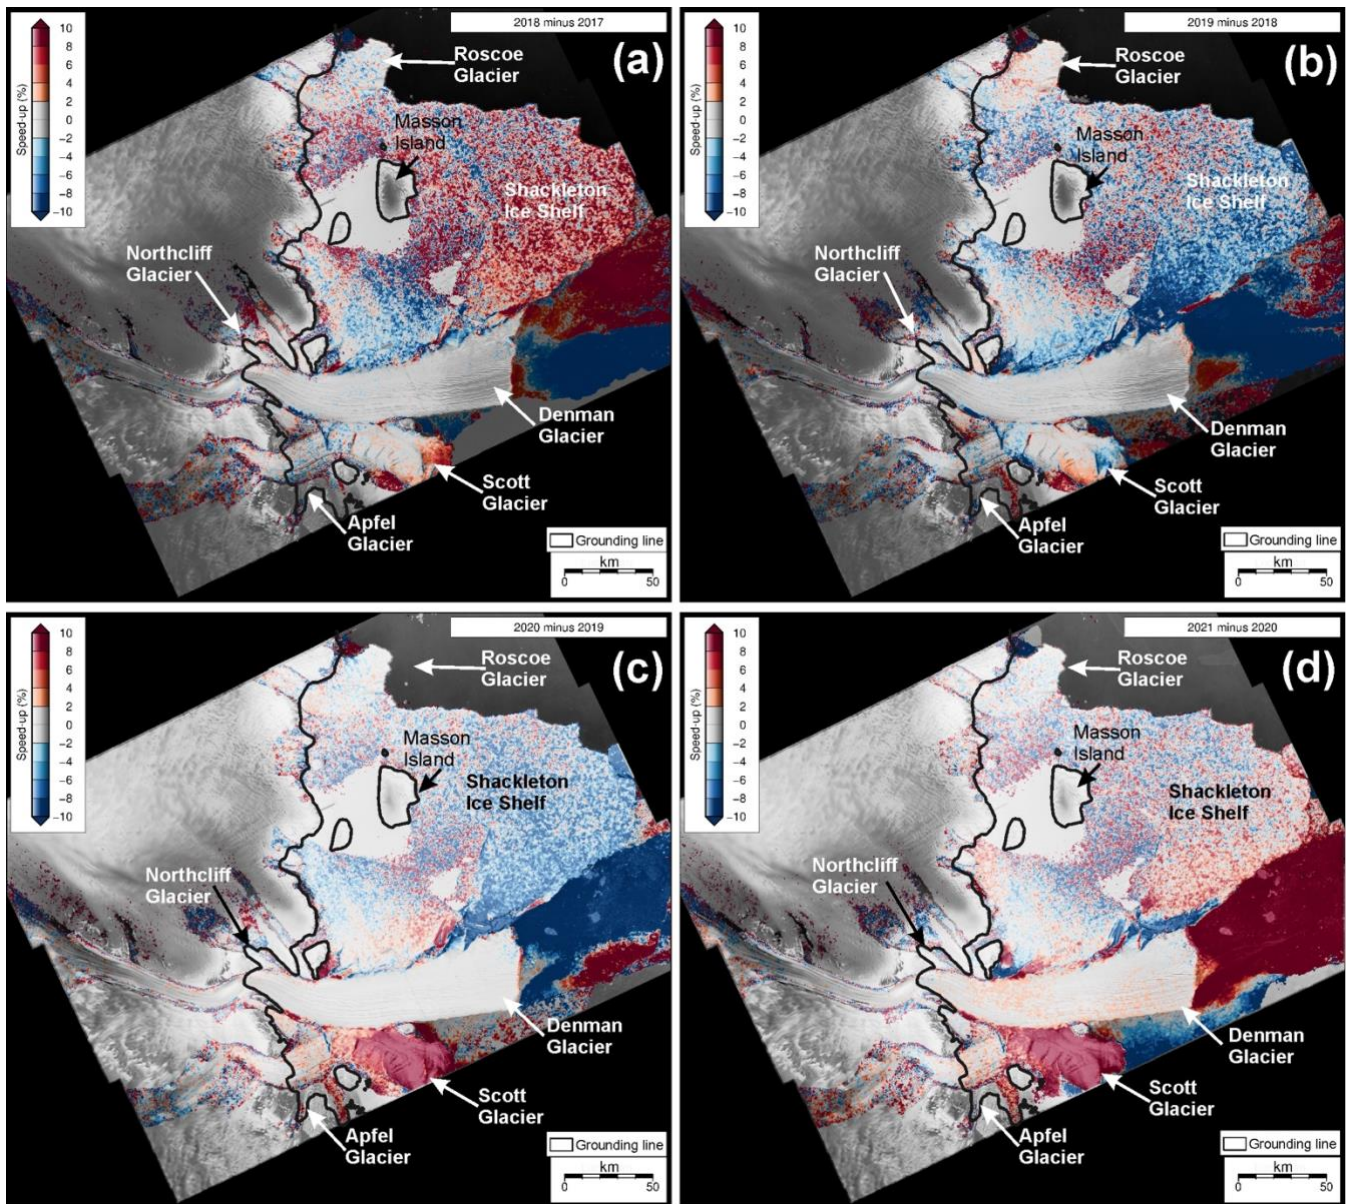 2018 minus 2017
(a)
10
8
6
4
2
0
−2
−4
−6
−8
−10
Speed-up (%)
Roscoe
Glacier
Masson
Island
Shackleton
Ice Shelf
Northcliff
Glacier
Denman
Glacier
Scott
Glacier
Apfel
Glacier
Grounding line
km
0 50
2019 minus 2018
(b)
10
8
6
4
2
0
−2
−4
−6
−8
−10
Speed-up (%)
Roscoe
Glacier
Masson
Island
Shackleton
Ice Shelf
Northcliff
Glacier
Denman
Glacier
Scott
Glacier
Apfel
Glacier
Grounding line
km
0 50
2020 minus 2019
(c)
10
8
6
4
2
0
−2
−4
−6
−8
−10
Speed-up (%)
Roscoe
Glacier
Masson
Island
Shackleton
Ice Shelf
Northcliff
Glacier
Denman
Glacier
Scott
Glacier
Apfel
Glacier
Grounding line
km
0 50
2021 minus 2020
(d)
10
8
6
4
2
0
−2
−4
−6
−8
−10
Speed-up (%)
Roscoe
Glacier
Masson
Island
Shackleton
Ice Shelf
Northcliff
Glacier
Denman
Glacier
Scott
Glacier
Apfel
Glacier
Grounding line
km
0 50